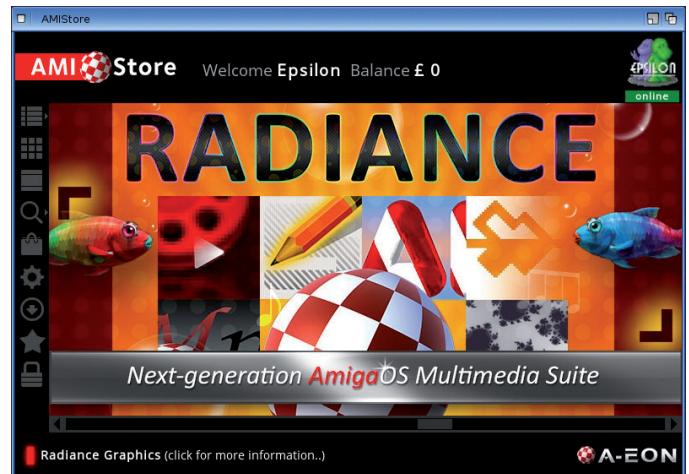 AMIStore
AMI Store
Welcome Epsilon Balance £ 0
EPSILON
online
RADIANCE
Next-generation AmigaOS Multimedia Suite
Radiance Graphics (click for more information..)
A-EON